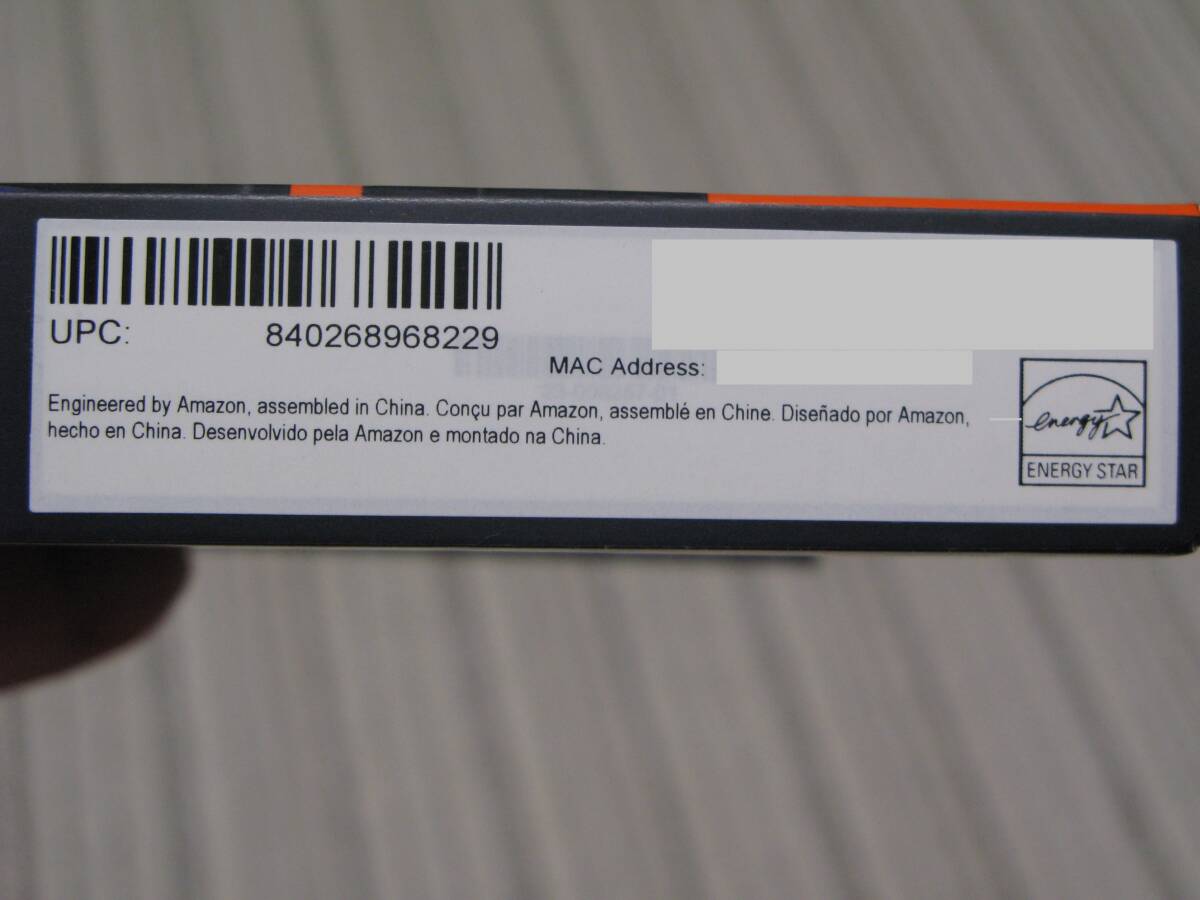 UPC: 840268968229
MAC Address:
Engineered by Amazon, assembled in China. Conçu par Amazon, assemblé en Chine. Diseñado por Amazon,
hecho en China. Desenvolvido pela Amazon e montado na China.
energy
ENERGY STAR